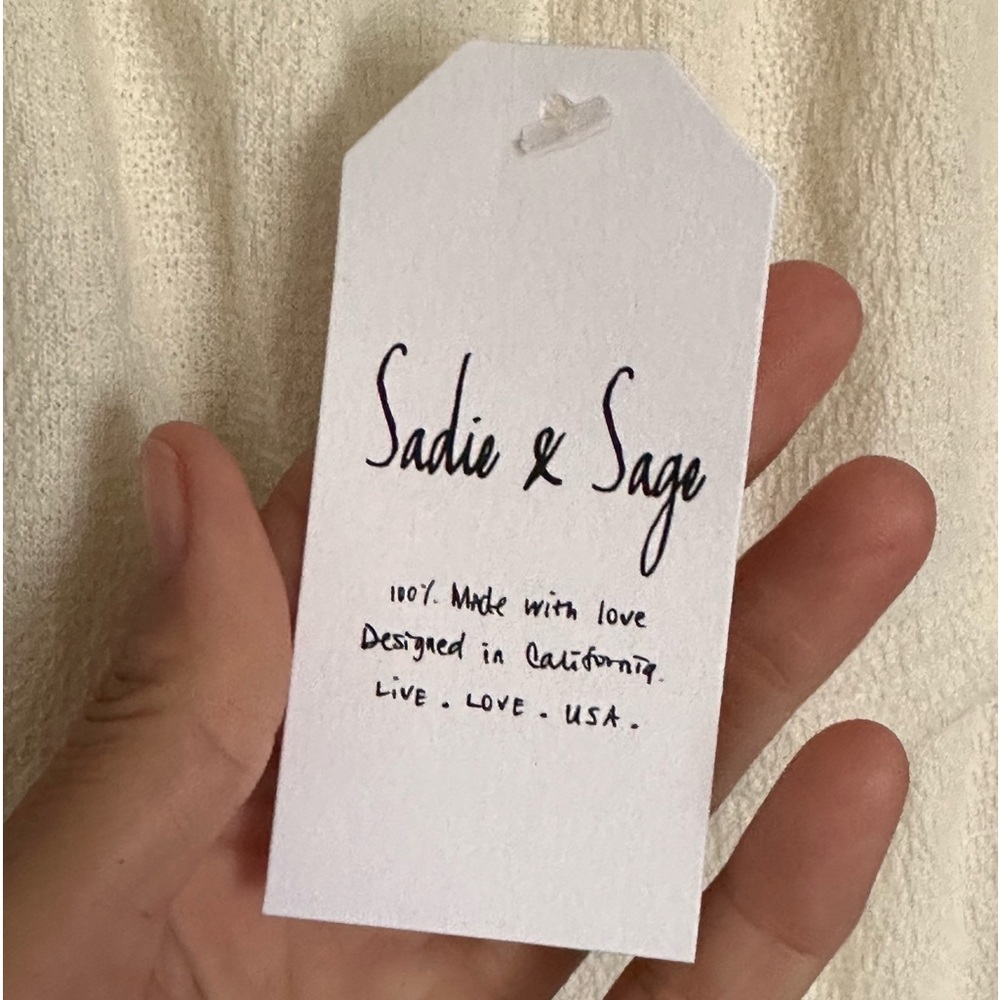 Sadie & Sage
100% Made with love
Designed in California.
LiVE . LOVE . USA .